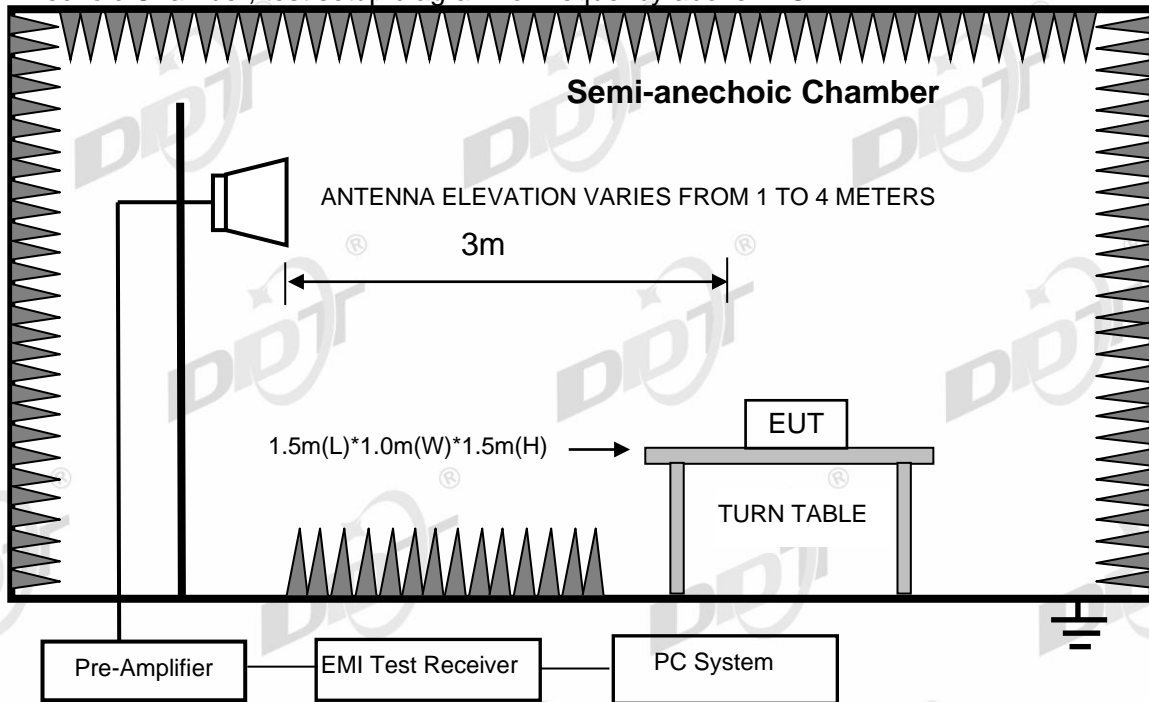 Semi-anechoic Chamber
ANTENNA ELEVATION VARIES FROM 1 TO 4 METERS
3m
EUT
1.5m(L)*1.0m(W)*1.5m(H)
TURN TABLE
Pre-Amplifier
EMI Test Receiver
PC System
DDT
®